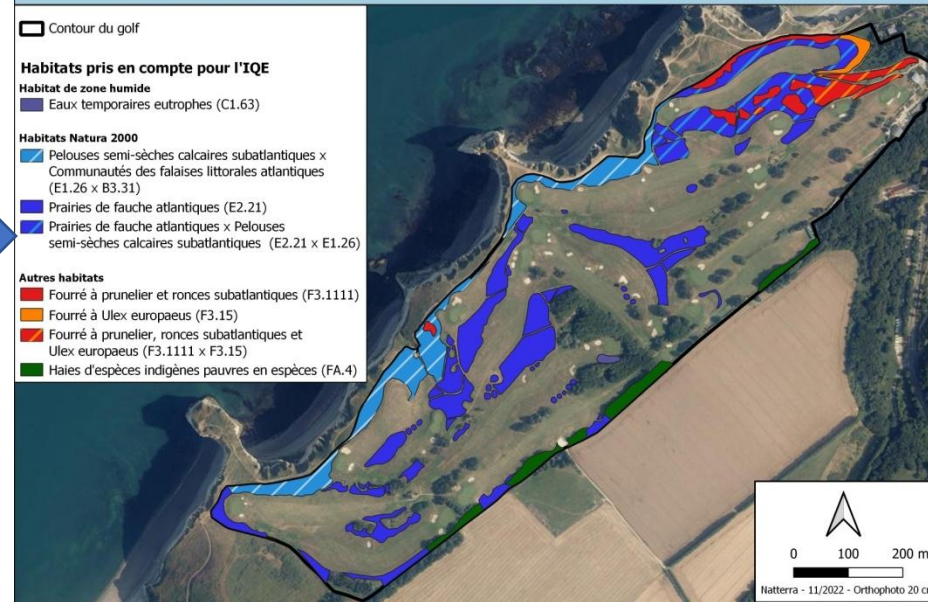 Contour du golf
Habitats pris en compte pour l'IQE
Habitat de zone humide
Eaux temporaires eutrophes (C1.63)
Habitats Natura 2000
Pelouses semi-sèches calcaires subatlantiques x
Communautés des falaises littorales atlantiques
(E1.26 x B3.31)
Prairies de fauche atlantiques (E2.21)
Prairies de fauche atlantiques x Pelouses
semi-sèches calcaires subatlantiques (E2.21 x E1.26)
Autres habitats
Fourré à prunelier et ronces subatlantiques (F3.1111)
Fourré à Ulex europaeus (F3.15)
Fourré à prunelier, ronces subatlantiques et
Ulex europaeus (F3.1111 x F3.15)
Haies d'espèces indigènes pauvres en espèces (FA.4)
0 100 200 m
Natterra - 11/2022 - Orthophoto 20 c